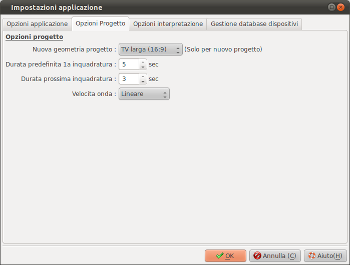 Impostazioni applicazione
Opzioni applicazione Opzioni Progetto Opzioni interpretazione Gestione database dispositivi
Opzioni progetto
Nuova geometria progetto : TV larga (16:9) (Solo per nuovo progetto)
Durata predefinita 1a inquadratura : 5 sec
Durata prossima inquadratura : 3 sec
Velocita onda : Lineare
OK Annulla (C) Aiuto(H)